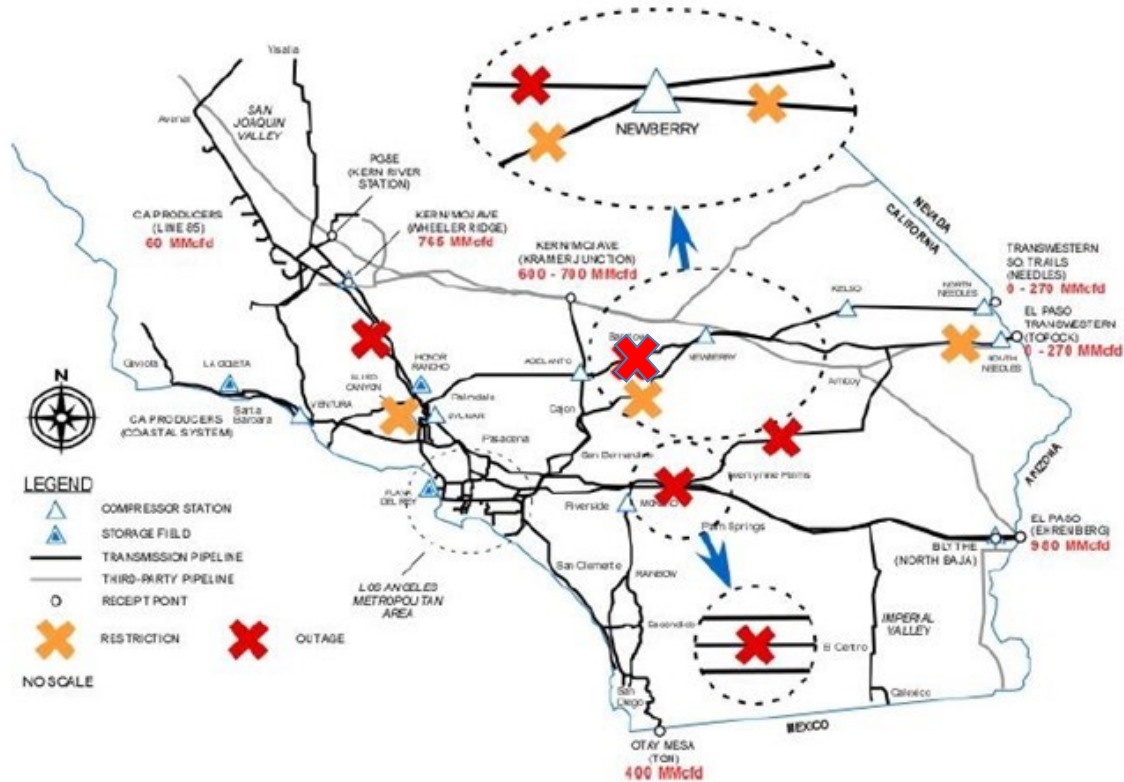 Visalia
Avenal
SAN
JOAQUIN
VALLEY
PG&E
(KERN RIVER
STATION)
CA PRODUCERS
(LINE 85)
60 MMcfd
KERN/MOJAVE
(WHEELER RIDGE)
765 MMcfd
KERN/MOJAVE
(KRAMER JUNCTION)
600 - 700 MMcfd
NEWBERRY
NEVADA
CALIFORNIA
TRANSWESTERN
SO. TRAILS
(NEEDLES)
0 - 270 MMcfd
EL PASO
TRANSWESTERN
(TOPOCK)
0 - 270 MMcfd
KELSO
NORTH
NEEDLES
SOUTH
NEEDLES
NEWBERRY
Amboy
ADELANTO
Cajon
HONOR
RANCHO
Palmdale
SYLMAR
Pasadena
San Bernardino
Gaviota
LA GOLETA
Santa
Barbara
VENTURA
CA PRODUCERS
(COASTAL SYSTEM)
N
PLAYA
DEL REY
Riverside
Twentynine Palms
Palm Springs
San Clemente
RAINBOW
Escondido
LOS ANGELES
METROPOLITAN
AREA
ARIZONA
EL PASO
(EHRENBERG)
980 MMcfd
BLYTHE
(NORTH BAJA)
IMPERIAL
VALLEY
El Centro
Calexico
San
Diego
MEXICO
OTAY MESA
(TGN)
400 MMcfd
LEGEND
COMPRESSOR STATION
STORAGE FIELD
TRANSMISSION PIPELINE
THIRD-PARTY PIPELINE
RECEIPT POINT
RESTRICTION
OUTAGE
NO SCALE